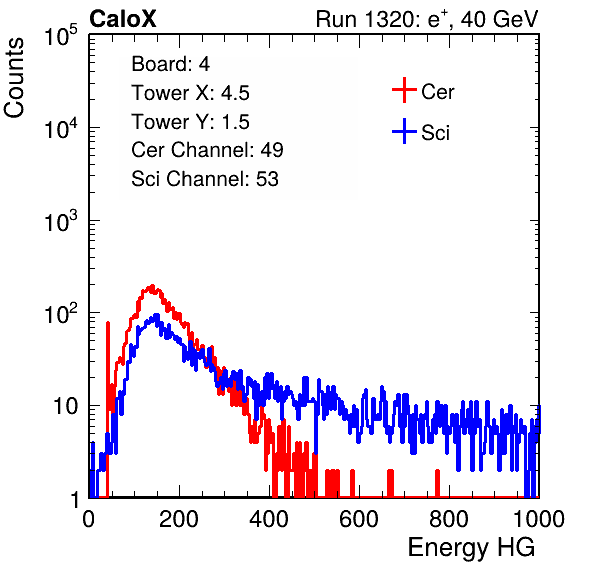 CaloX Run 1320: e⁺, 40 GeV
Counts
10⁵
10⁴
10³
10²
10
1
Board: 4
Tower X: 4.5
Tower Y: 1.5
Cer Channel: 49
Sci Channel: 53
Cer
Sci
0 200 400 600 800 1000
Energy HG